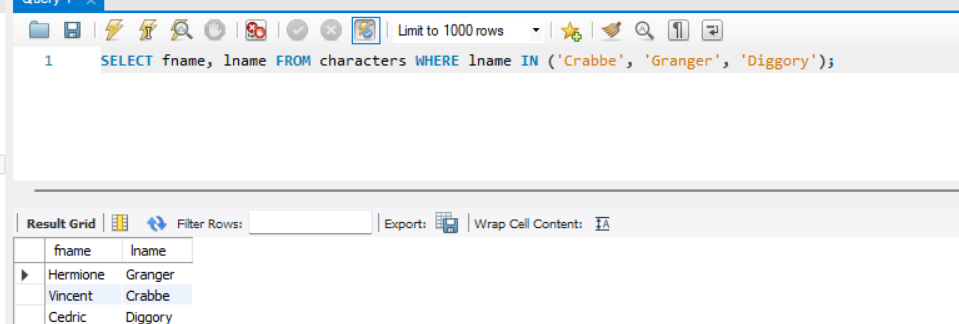 Query 1
Limit to 1000 rows
1 SELECT fname, lname FROM characters WHERE lname IN ('Crabbe', 'Granger', 'Diggory');
Result Grid Filter Rows: Export: Wrap Cell Content:
fname lname
Hermione Granger
Vincent Crabbe
Cedric Diggory